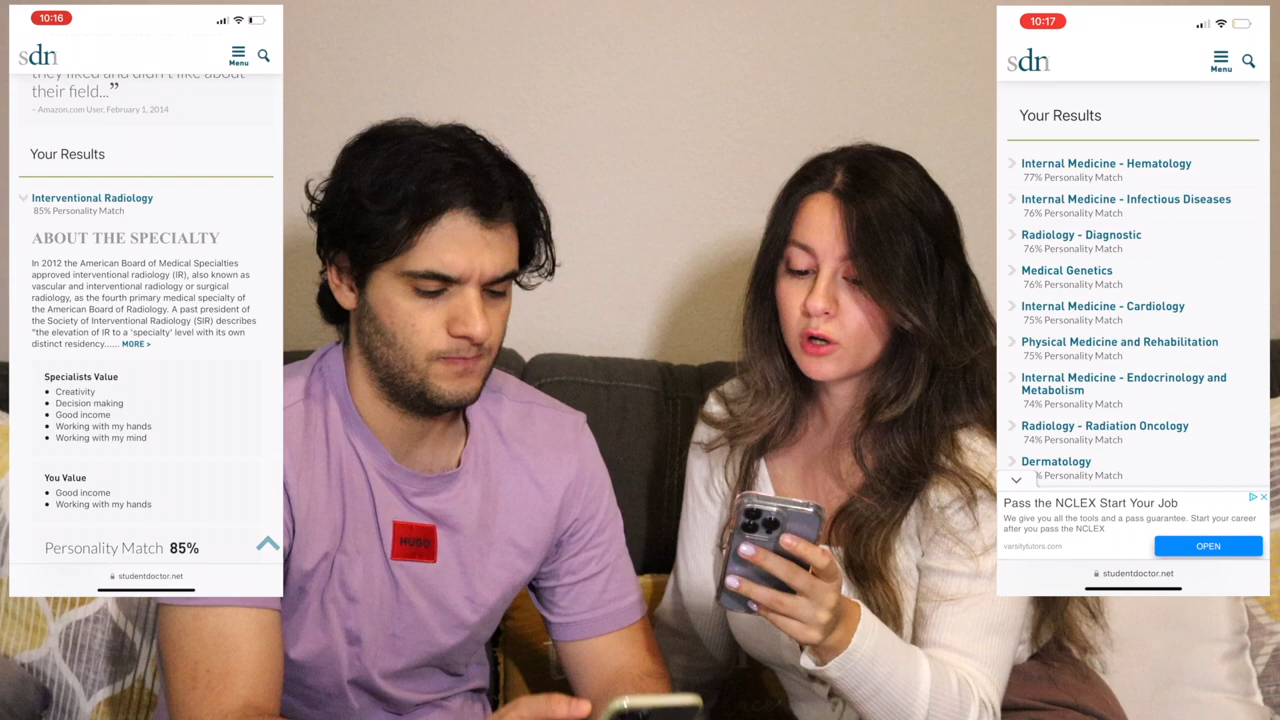 10:16
sdn
Menu
they liked and didn't like about
their field...”
– Amazon.com User, February 1, 2014
Your Results
Interventional Radiology
85% Personality Match
ABOUT THE SPECIALTY
In 2012 the American Board of Medical Specialties
approved interventional radiology (IR), also known as
vascular and interventional radiology or surgical
radiology, as the fourth primary medical specialty of
the American Board of Radiology. A past president of
the Society of Interventional Radiology (SIR) describes
"the elevation of IR to a 'specialty' level with its own
distinct residency...... MORE >
Specialists Value
• Creativity
• Decision making
• Good income
• Working with my hands
• Working with my mind
You Value
• Good income
• Working with my hands
Personality Match 85%
studentdoctor.net
HUGO
10:17
sdn
Menu
Your Results
Internal Medicine - Hematology
77% Personality Match
Internal Medicine - Infectious Diseases
76% Personality Match
Radiology - Diagnostic
76% Personality Match
Medical Genetics
76% Personality Match
Internal Medicine - Cardiology
75% Personality Match
Physical Medicine and Rehabilitation
75% Personality Match
Internal Medicine - Endocrinology and
Metabolism
74% Personality Match
Radiology - Radiation Oncology
74% Personality Match
Dermatology
% Personality Match
Pass the NCLEX Start Your Job
We give you all the tools and a pass guarantee. Start your career
after you pass the NCLEX
varsitytutors.com
OPEN
studentdoctor.net